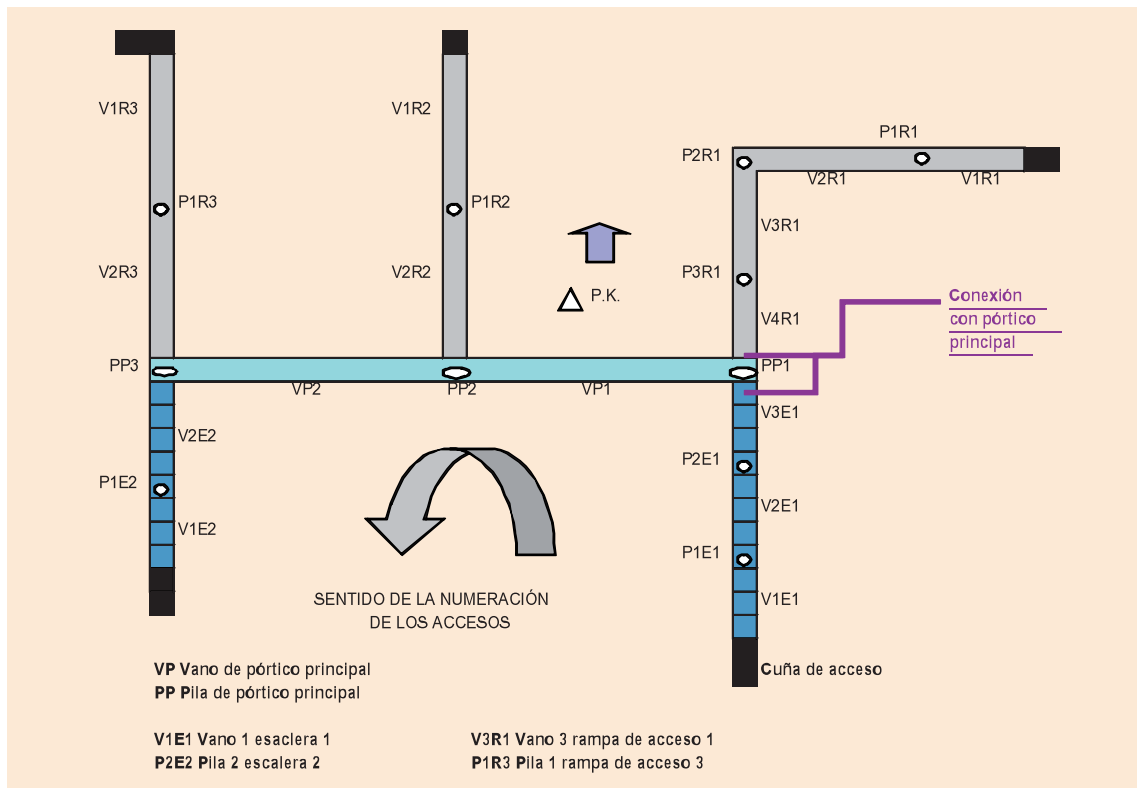 V1R3
V1R2
P1R1
P2R1
V2R1
V1R1
P1R3
P1R2
V3R1
V2R3
V2R2
P3R1
P.K.
V4R1
Conexión
con pórtico
principal
PP3
PP1
VP2
PP2
VP1
V3E1
V2E2
P2E1
P1E2
V2E1
V1E2
P1E1
V1E1
SENTIDO DE LA NUMERACIÓN
DE LOS ACCESOS
VP Vano de pórtico principal
PP Pila de pórtico principal
Cuña de acceso
V1E1 Vano 1 esaclera 1
P2E2 Pila 2 escalera 2
V3R1 Vano 3 rampa de acceso 1
P1R3 Pila 1 rampa de acceso 3